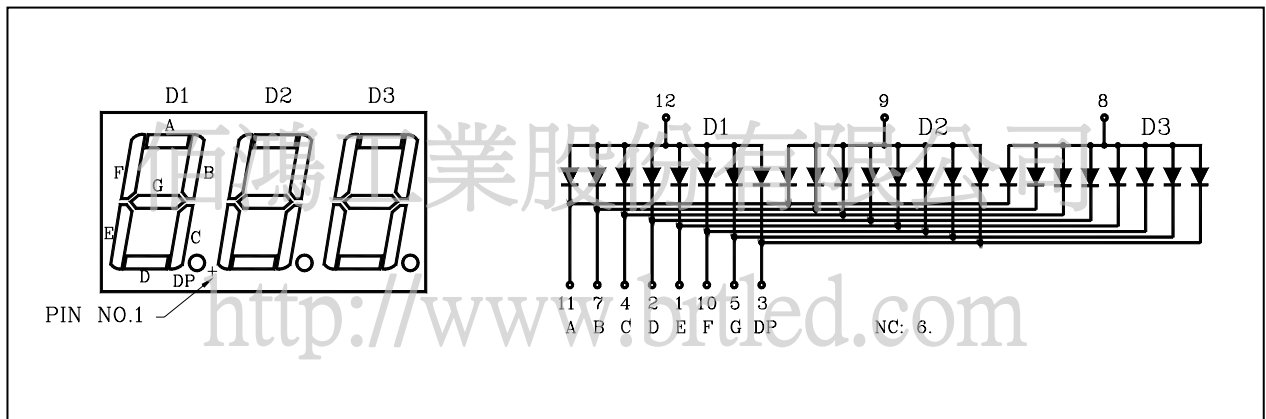 D1 D2 D3
A
F B
G
E C
D DP
PIN NO.1
12 9 8
D1 D2 D3
11 7 4 2 1 10 5 3
A B C D E F G DP
NC: 6.
佰鴻工業股份有限公司
http://www.brtled.com